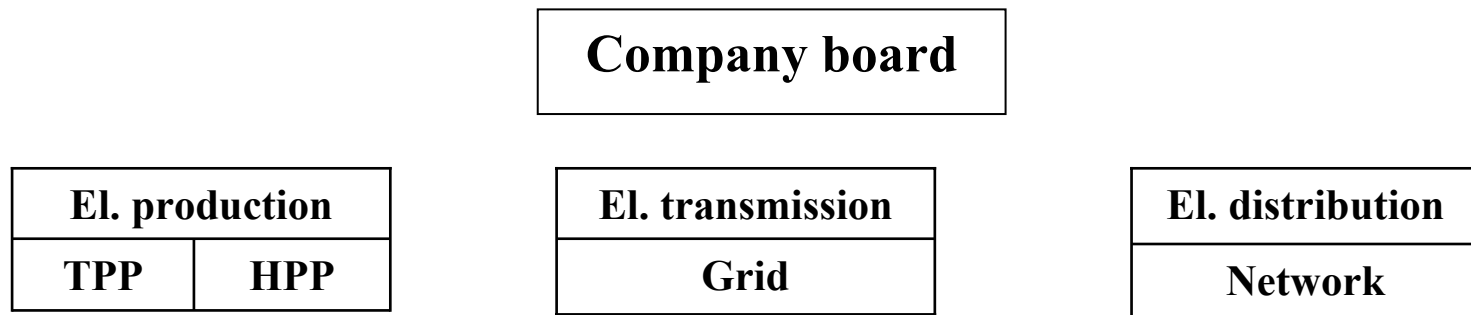 Company board
El. production
TPP HPP
El. transmission
Grid
El. distribution
Network